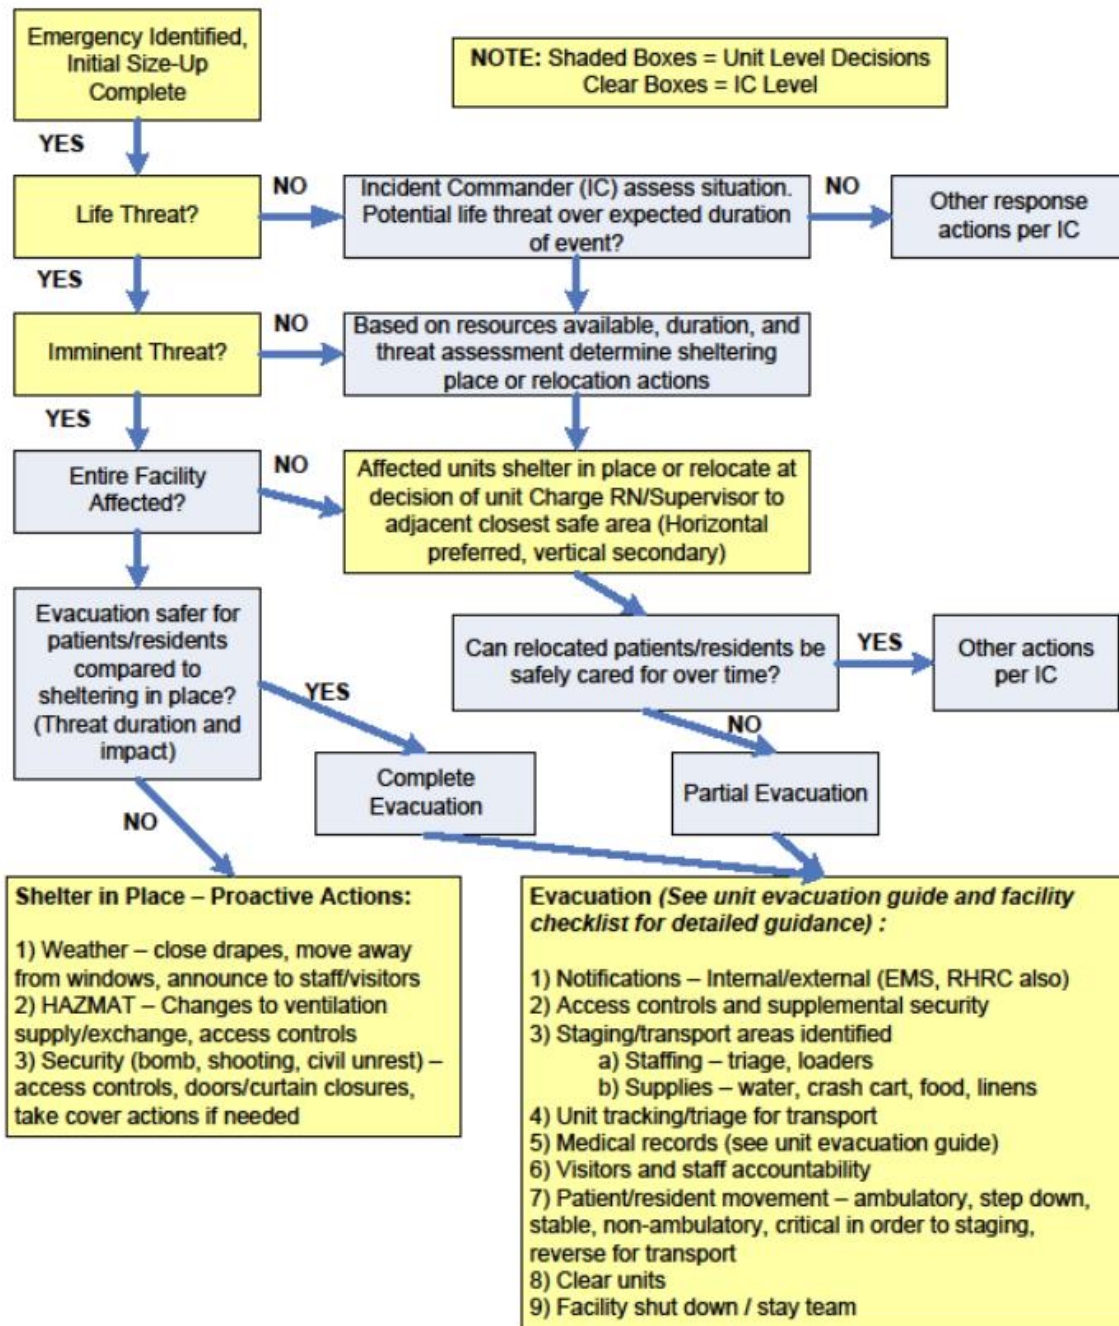 Emergency Identified,
Initial Size-Up
Complete
NOTE: Shaded Boxes = Unit Level Decisions
Clear Boxes = IC Level
YES
Life Threat?
NO
Incident Commander (IC) assess situation.
Potential life threat over expected duration
of event?
NO
Other response
actions per IC
YES
Imminent Threat?
NO
Based on resources available, duration, and
threat assessment determine sheltering
place or relocation actions
YES
Entire Facility
Affected?
NO
Affected units shelter in place or relocate at
decision of unit Charge RN/Supervisor to
adjacent closest safe area (Horizontal
preferred, vertical secondary)
Evacuation safer for
patients/residents
compared to
sheltering in place?
(Threat duration and
impact)
YES
Can relocated patients/residents be
safely cared for over time?
YES
Other actions
per IC
NO
Complete
Evacuation
Partial Evacuation
NO
Shelter in Place – Proactive Actions:
1) Weather – close drapes, move away
from windows, announce to staff/visitors
2) HAZMAT – Changes to ventilation
supply/exchange, access controls
3) Security (bomb, shooting, civil unrest) –
access controls, doors/curtain closures,
take cover actions if needed
Evacuation (See unit evacuation guide and facility
checklist for detailed guidance) :
1) Notifications – Internal/external (EMS, RHRC also)
2) Access controls and supplemental security
3) Staging/transport areas identified
a) Staffing – triage, loaders
b) Supplies – water, crash cart, food, linens
4) Unit tracking/triage for transport
5) Medical records (see unit evacuation guide)
6) Visitors and staff accountability
7) Patient/resident movement – ambulatory, step down,
stable, non-ambulatory, critical in order to staging,
reverse for transport
8) Clear units
9) Facility shut down / stay team